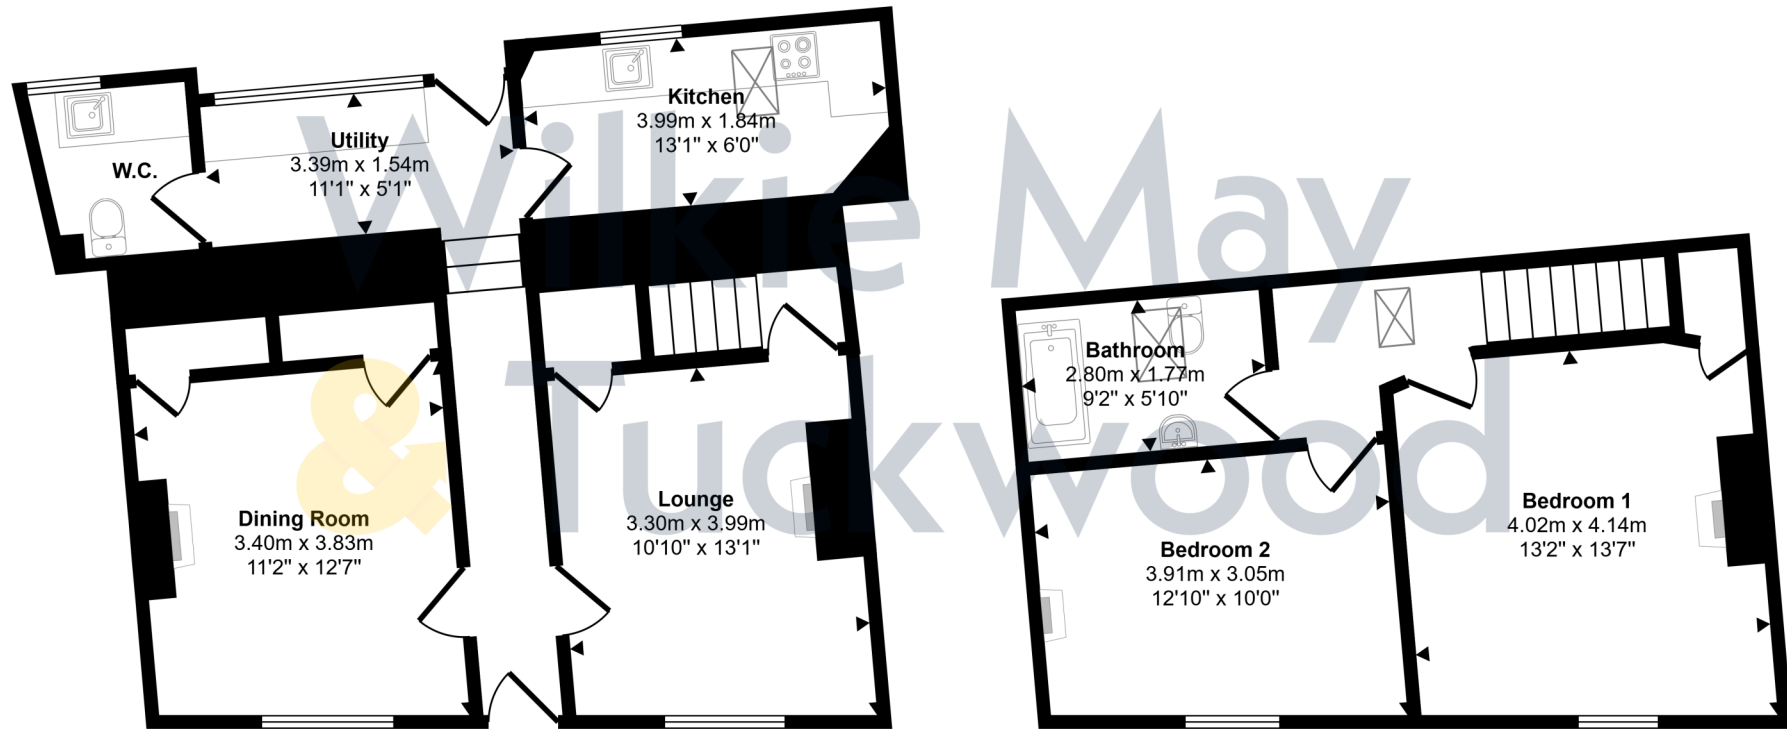 Kitchen
3.99m x 1.84m
13'1" x 6'0"
Utility
3.39m x 1.54m
11'1" x 5'1"
W.C.
Dining Room
3.40m x 3.83m
11'2" x 12'7"
Lounge
3.30m x 3.99m
10'10" x 13'1"
Bathroom
2.80m x 1.77m
9'2" x 5'10"
Bedroom 2
3.91m x 3.05m
12'10" x 10'0"
Bedroom 1
4.02m x 4.14m
13'2" x 13'7"
Wilkie May
& Tuckwood